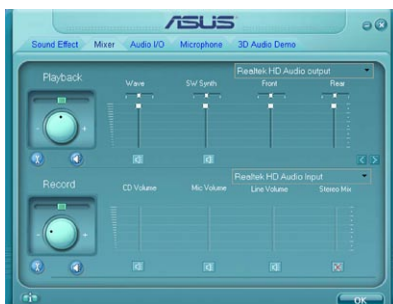 ASUS
Sound Effect Mixer Audio I/O Microphone 3D Audio Demo
Playback
Realtek HD Audio output
Wave SW Synth Front Rear
Record
Realtek HD Audio input
CD Volume Mic Volume Line Volume Stereo Mix
OK